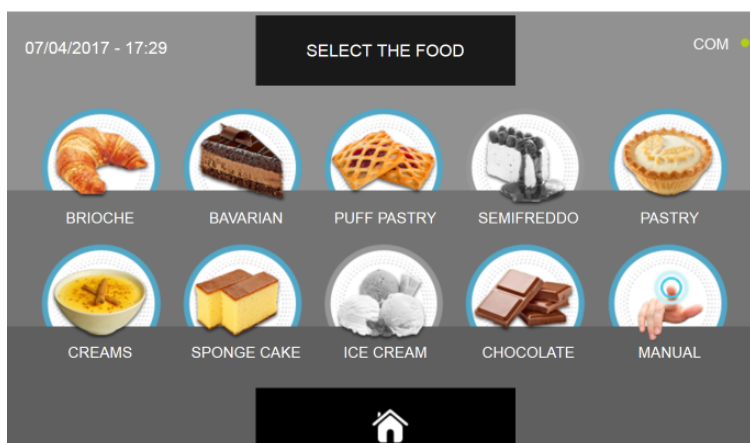 07/04/2017 - 17:29
SELECT THE FOOD
COM
BRIOCHE
BAVARIAN
PUFF PASTRY
SEMIFREDDO
PASTRY
CREAMS
SPONGE CAKE
ICE CREAM
CHOCOLATE
MANUAL